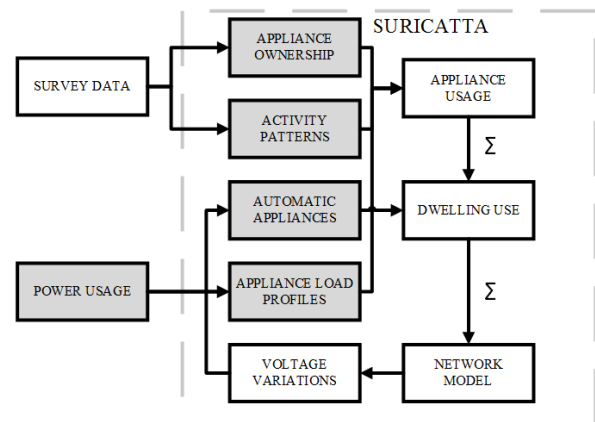 SURICATTA
APPLIANCE
OWNERSHIP
SURVEY DATA
APPLIANCE
USAGE
ACTIVITY
PATTERNS
Σ
AUTOMATIC
APPLIANCES
DWELLING USE
POWER USAGE
APPLIANCE LOAD
PROFILES
Σ
VOLTAGE
VARIATIONS
NETWORK
MODEL